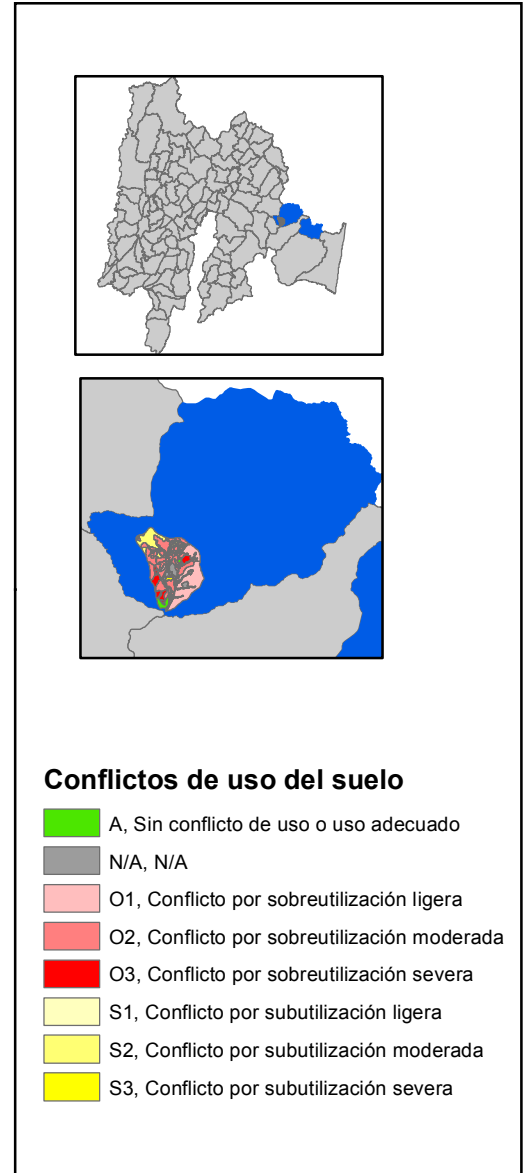 Conflictos de uso del suelo
A, Sin conflicto de uso o uso adecuado
N/A, N/A
O1, Conflicto por sobreutilización ligera
O2, Conflicto por sobreutilización moderada
O3, Conflicto por sobreutilización severa
S1, Conflicto por subutilización ligera
S2, Conflicto por subutilización moderada
S3, Conflicto por subutilización severa